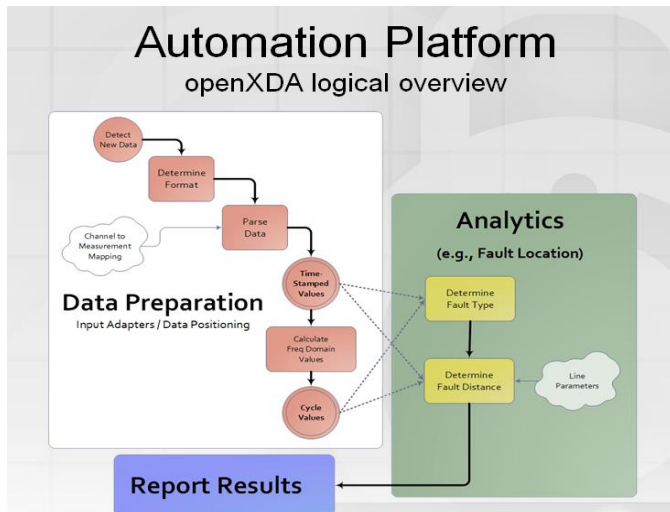 Automation Platform
openXDA logical overview
Detect
New Data
Determine
Format
Parse
Data
Channel to
Measurement
Mapping
Time-
Stamped
Values
Data Preparation
Input Adapters / Data Positioning
Calculate
Freq Domain
Values
Cycle
Values
Analytics
(e.g., Fault Location)
Determine
Fault Type
Determine
Fault Distance
Line
Parameters
Report Results